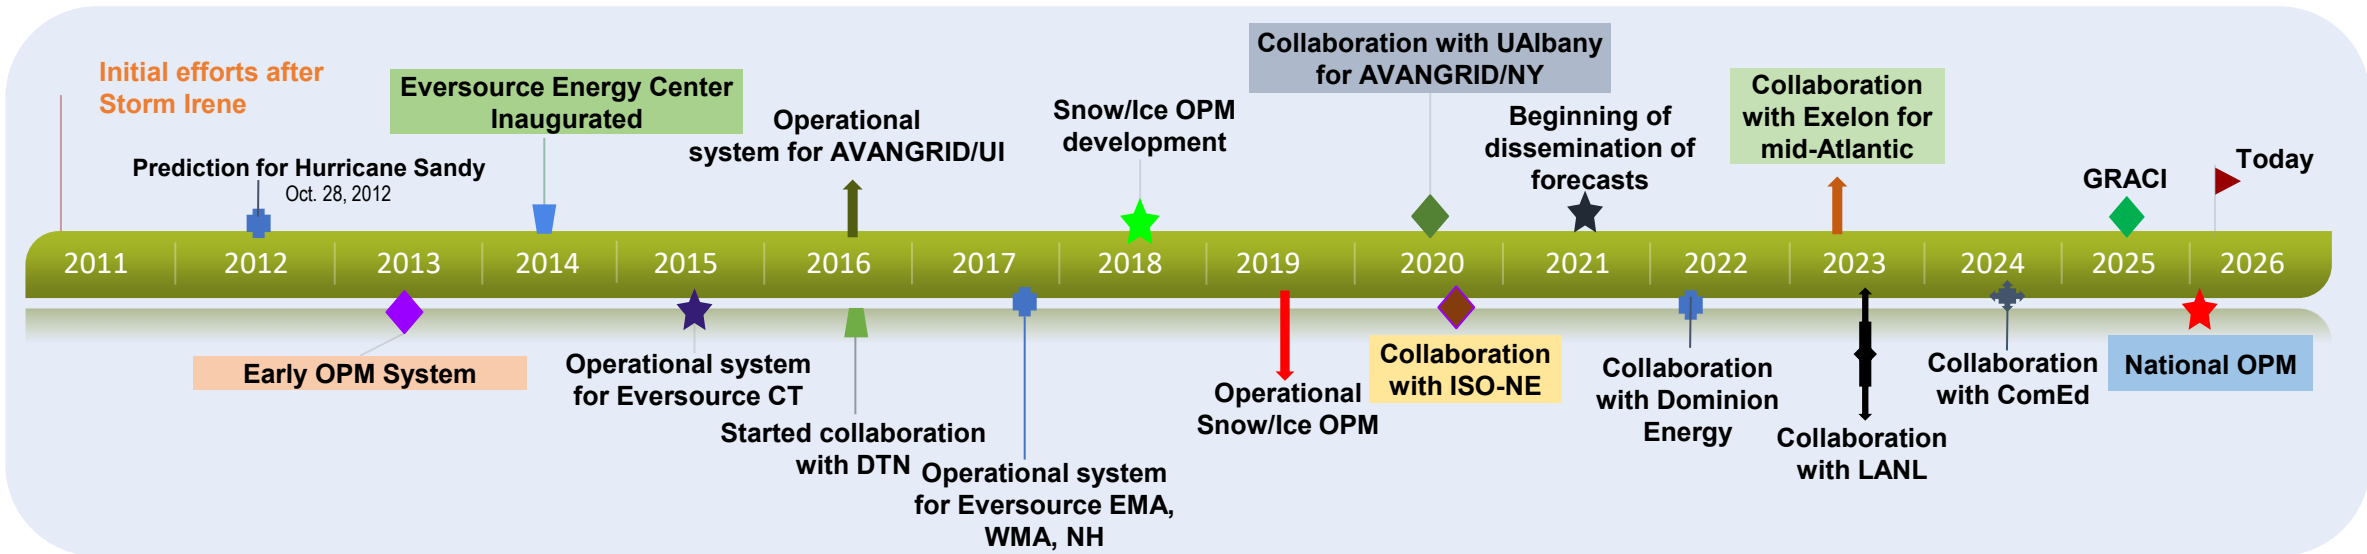 Initial efforts after
Storm Irene
Prediction for Hurricane Sandy
Oct. 28, 2012
Eversource Energy Center
Inaugurated
Operational
system for AVANGRID/UI
Snow/Ice OPM
development
Collaboration with UAlbany
for AVANGRID/NY
Beginning of
dissemination of
forecasts
Collaboration
with Exelon for
mid-Atlantic
GRACI
Today
2011 2012 2013 2014 2015 2016 2017 2018 2019 2020 2021 2022 2023 2024 2025 2026
Early OPM System
Operational system
for Eversource CT
Started collaboration
with DTN
Operational system
for Eversource EMA,
WMA, NH
Operational
Snow/Ice OPM
Collaboration
with ISO-NE
Collaboration
with Dominion
Energy
Collaboration
with LANL
Collaboration
with ComEd
National OPM